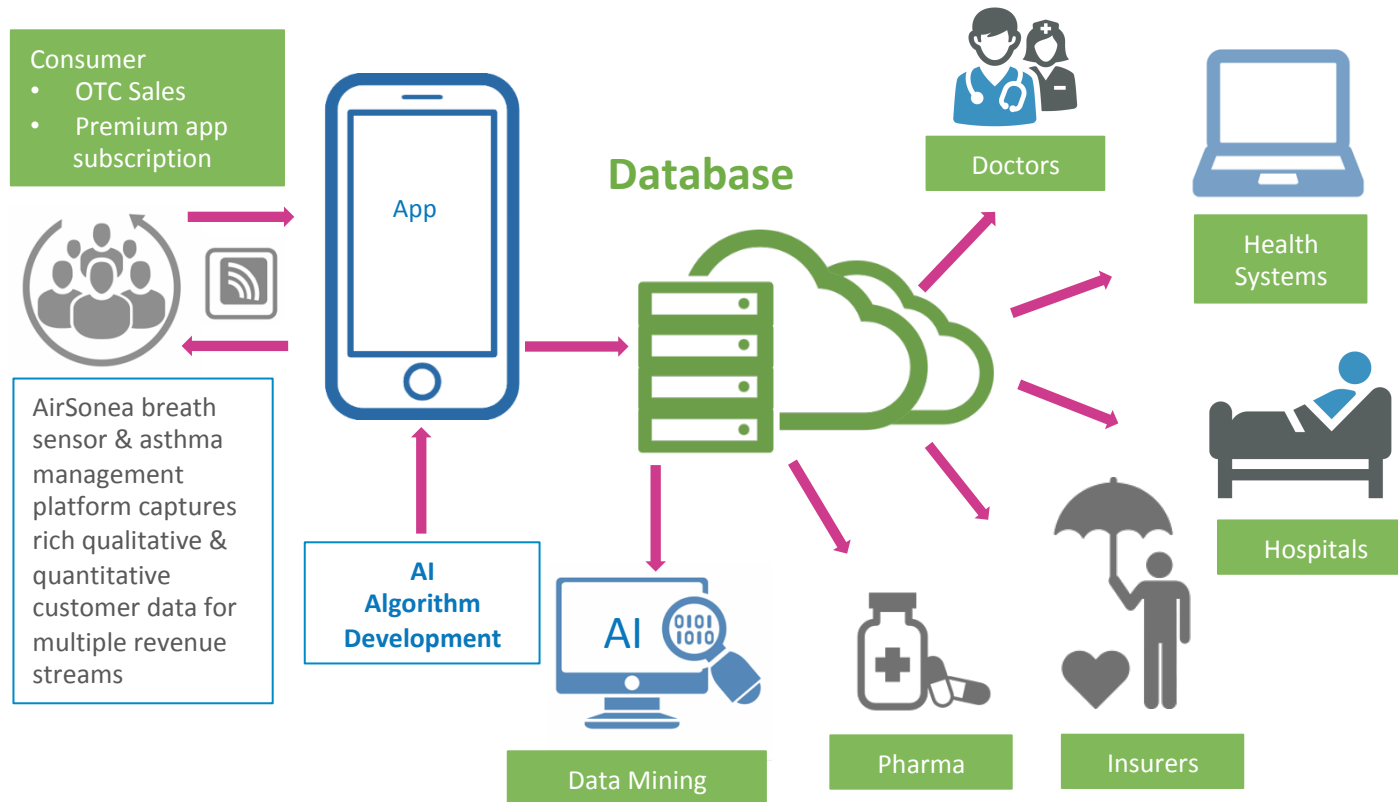 Consumer
• OTC Sales
• Premium app
subscription
App
Database
Doctors
Health
Systems
AirSonea breath
sensor & asthma
management
platform captures
rich qualitative &
quantitative
customer data for
multiple revenue
streams
AI
Algorithm
Development
AI
0101
1010
Hospitals
Data Mining
Pharma
Insurers